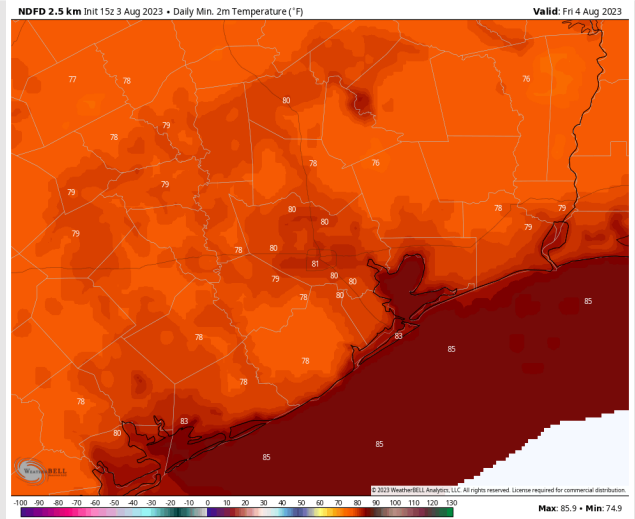 NDFD 2.5 km Init 15z 3 Aug 2023 • Daily Min. 2m Temperature (°F) Valid: Fri 4 Aug 2023
77 78 76
80
79
78
78 76
79
79 78 79
80
79 80 79
78 80
81
80
79 80
78 80
85
83
78 85
78
78
78
83
80
85
85
WEATHERBELL
© 2023 WeatherBELL Analytics, LLC. All rights reserved. License required for commercial distribution.
-100 -90 -80 -70 -60 -50 -40 -30 -20 -10 0 10 20 30 40 50 60 70 80 90 100 110 120 130
Max: 85.9 • Min: 74.9